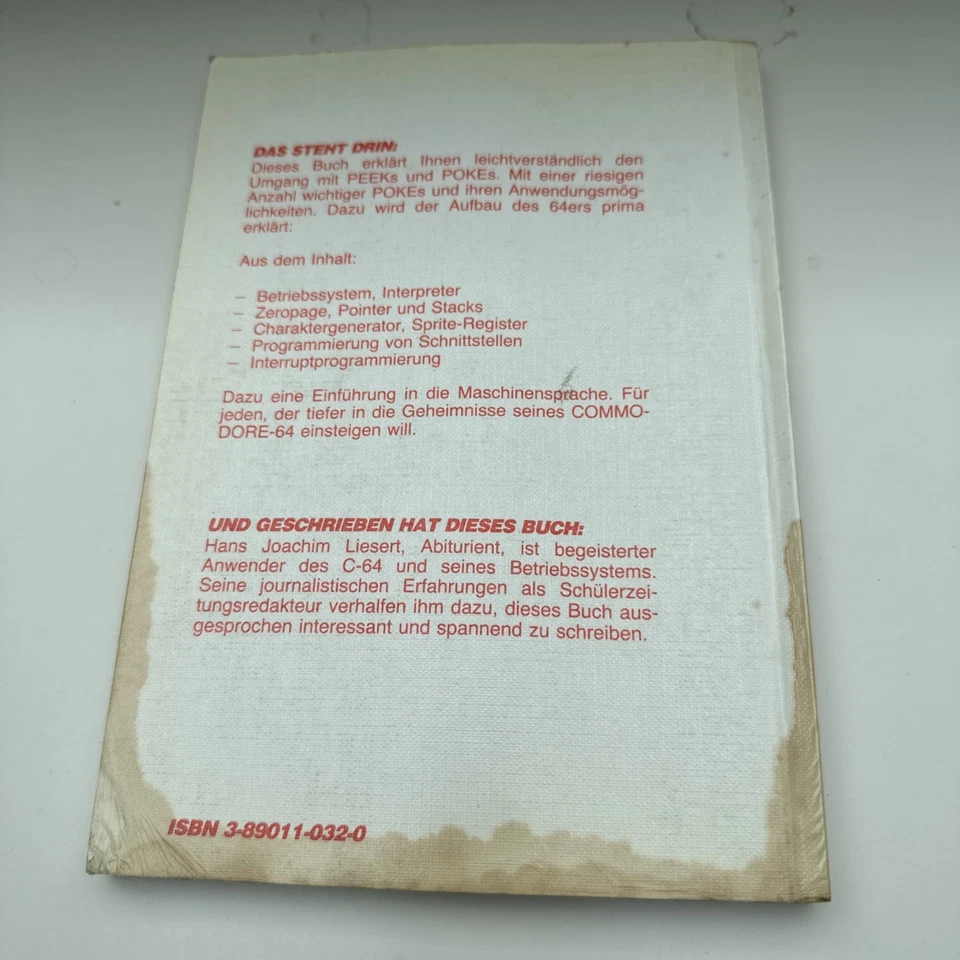 DAS STEHT DRIN:
Dieses Buch erklärt Ihnen leichtverständlich den
Umgang mit PEEKs und POKEs. Mit einer riesigen
Anzahl wichtiger POKEs und ihren Anwendungsmög-
lichkeiten. Dazu wird der Aufbau des 64ers prima
erklärt:
Aus dem Inhalt:
– Betriebssystem, Interpreter
– Zeropage, Pointer und Stacks
– Charaktergenerator, Sprite-Register
– Programmierung von Schnittstellen
– Interruptprogrammierung
Dazu eine Einführung in die Maschinensprache. Für
jeden, der tiefer in die Geheimnisse seines COMMO-
DORE-64 einsteigen will.
UND GESCHRIEBEN HAT DIESES BUCH:
Hans Joachim Liesert, Abiturient, ist begeisterter
Anwender des C-64 und seines Betriebssystems.
Seine journalistischen Erfahrungen als Schülerzei-
tungsredakteur verhalfen ihm dazu, dieses Buch aus-
gesprochen interessant und spannend zu schreiben.
ISBN 3-89011-032-0